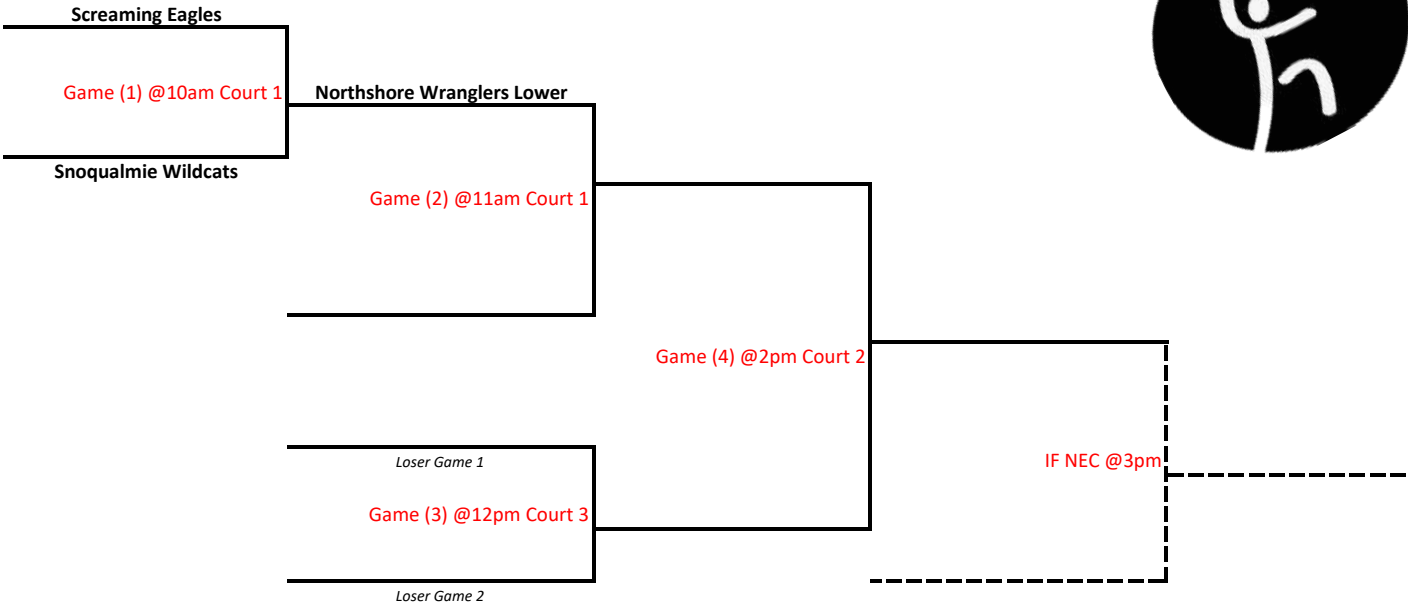 Screaming Eagles
Game (1) @10am Court 1
Northshore Wranglers Lower
Snoqualmie Wildcats
Game (2) @11am Court 1
Game (4) @2pm Court 2
Loser Game 1
IF NEC @3pm
Game (3) @12pm Court 3
Loser Game 2